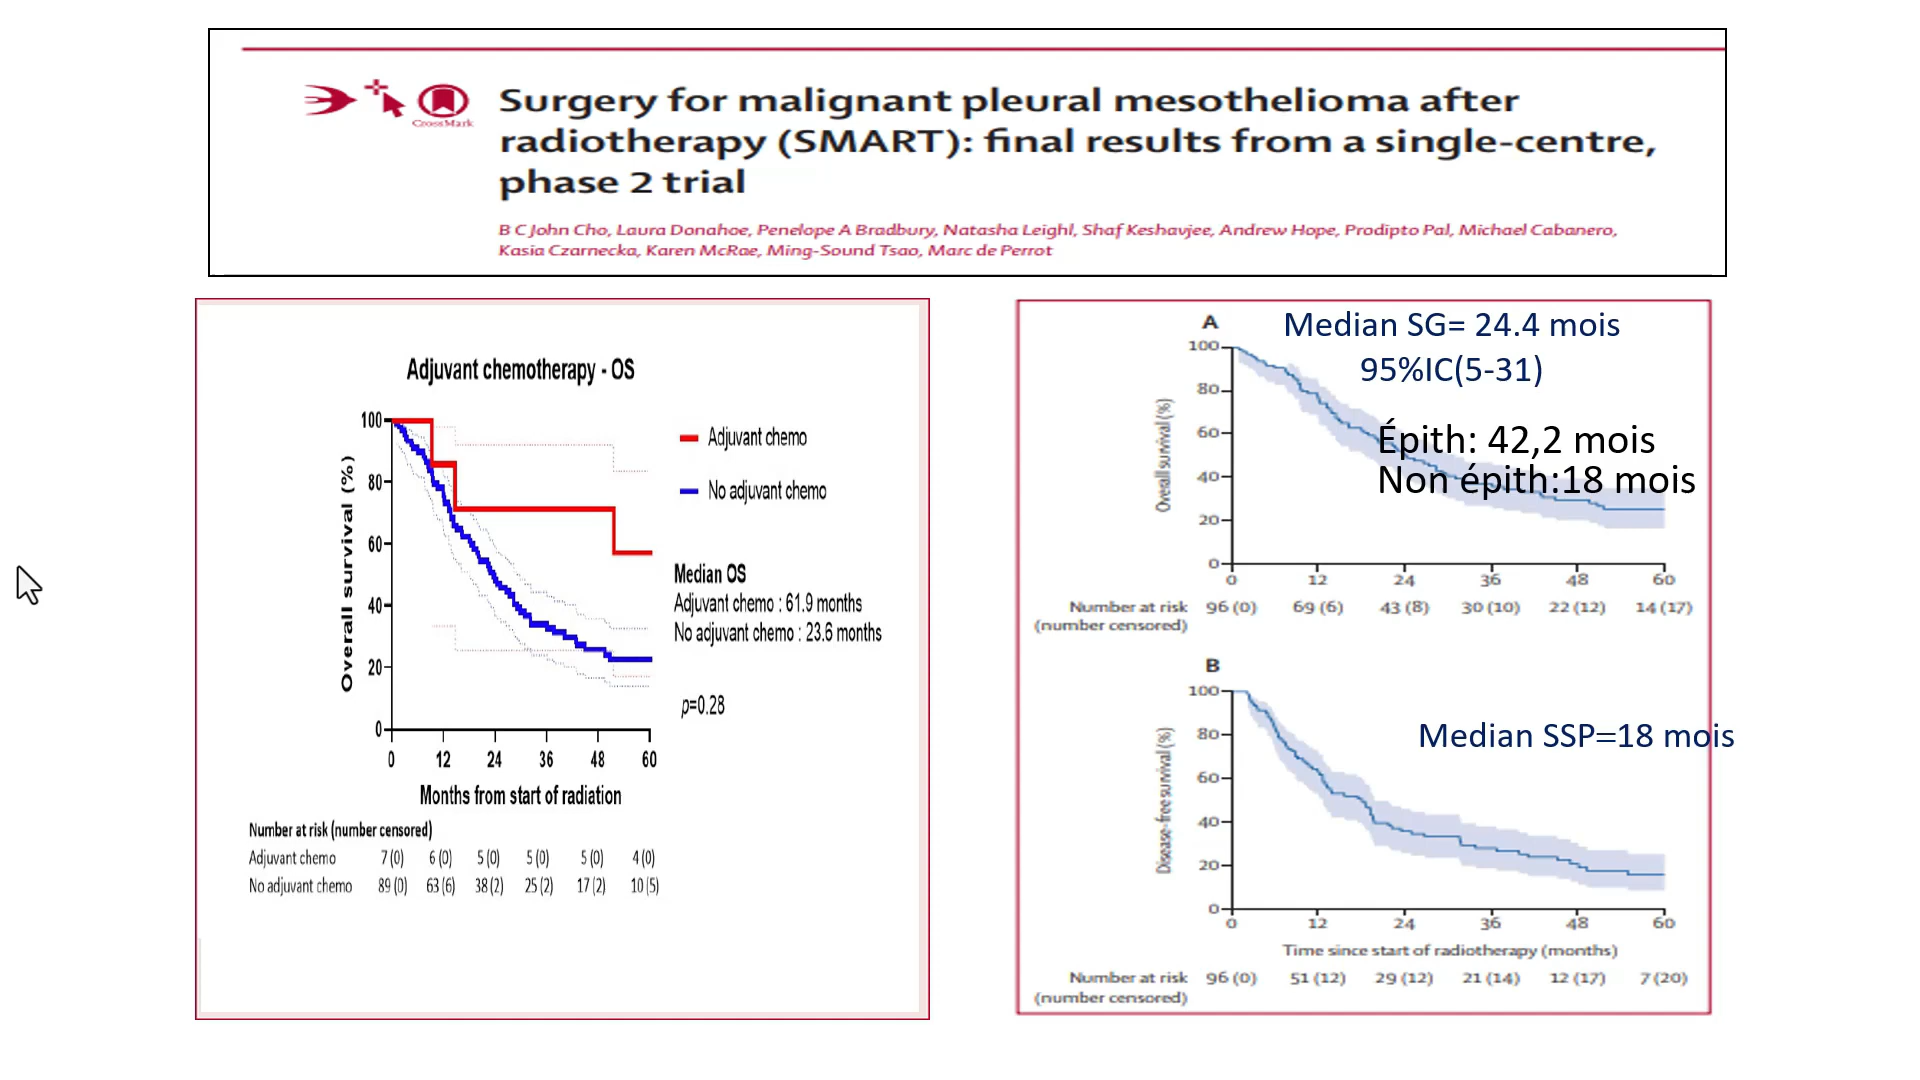 CrossMark
Surgery for malignant pleural mesothelioma after
radiotherapy (SMART): final results from a single-centre,
phase 2 trial
B C John Cho, Laura Donahoe, Penelope A Bradbury, Natasha Leighl, Shaf Keshavjee, Andrew Hope, Prodipto Pal, Michael Cabanero,
Kasia Czarnecka, Karen McRae, Ming-Sound Tsao, Marc de Perrot
Adjuvant chemotherapy - OS
Overall survival (%)
100
80
60
40
20
0
0 12 24 36 48 60
Months from start of radiation
Adjuvant chemo
No adjuvant chemo
Median OS
Adjuvant chemo : 61.9 months
No adjuvant chemo : 23.6 months
p=0.28
Number at risk (number censored)
Adjuvant chemo 7 (0) 6 (0) 5 (0) 5 (0) 5 (0) 4 (0)
No adjuvant chemo 89 (0) 63 (6) 38 (2) 25 (2) 17 (2) 10 (5)
A
Median SG= 24.4 mois
95%IC(5-31)
Épith: 42,2 mois
Non épith:18 mois
Overall survival (%)
100
80
60
40
20
0
0 12 24 36 48 60
Number at risk 96 (0) 69 (6) 43 (8) 30 (10) 22 (12) 14 (17)
(number censored)
B
Median SSP=18 mois
Disease-free survival (%)
100
80
60
40
20
0
0 12 24 36 48 60
Time since start of radiotherapy (months)
Number at risk 96 (0) 51 (12) 29 (12) 21 (14) 12 (17) 7 (20)
(number censored)